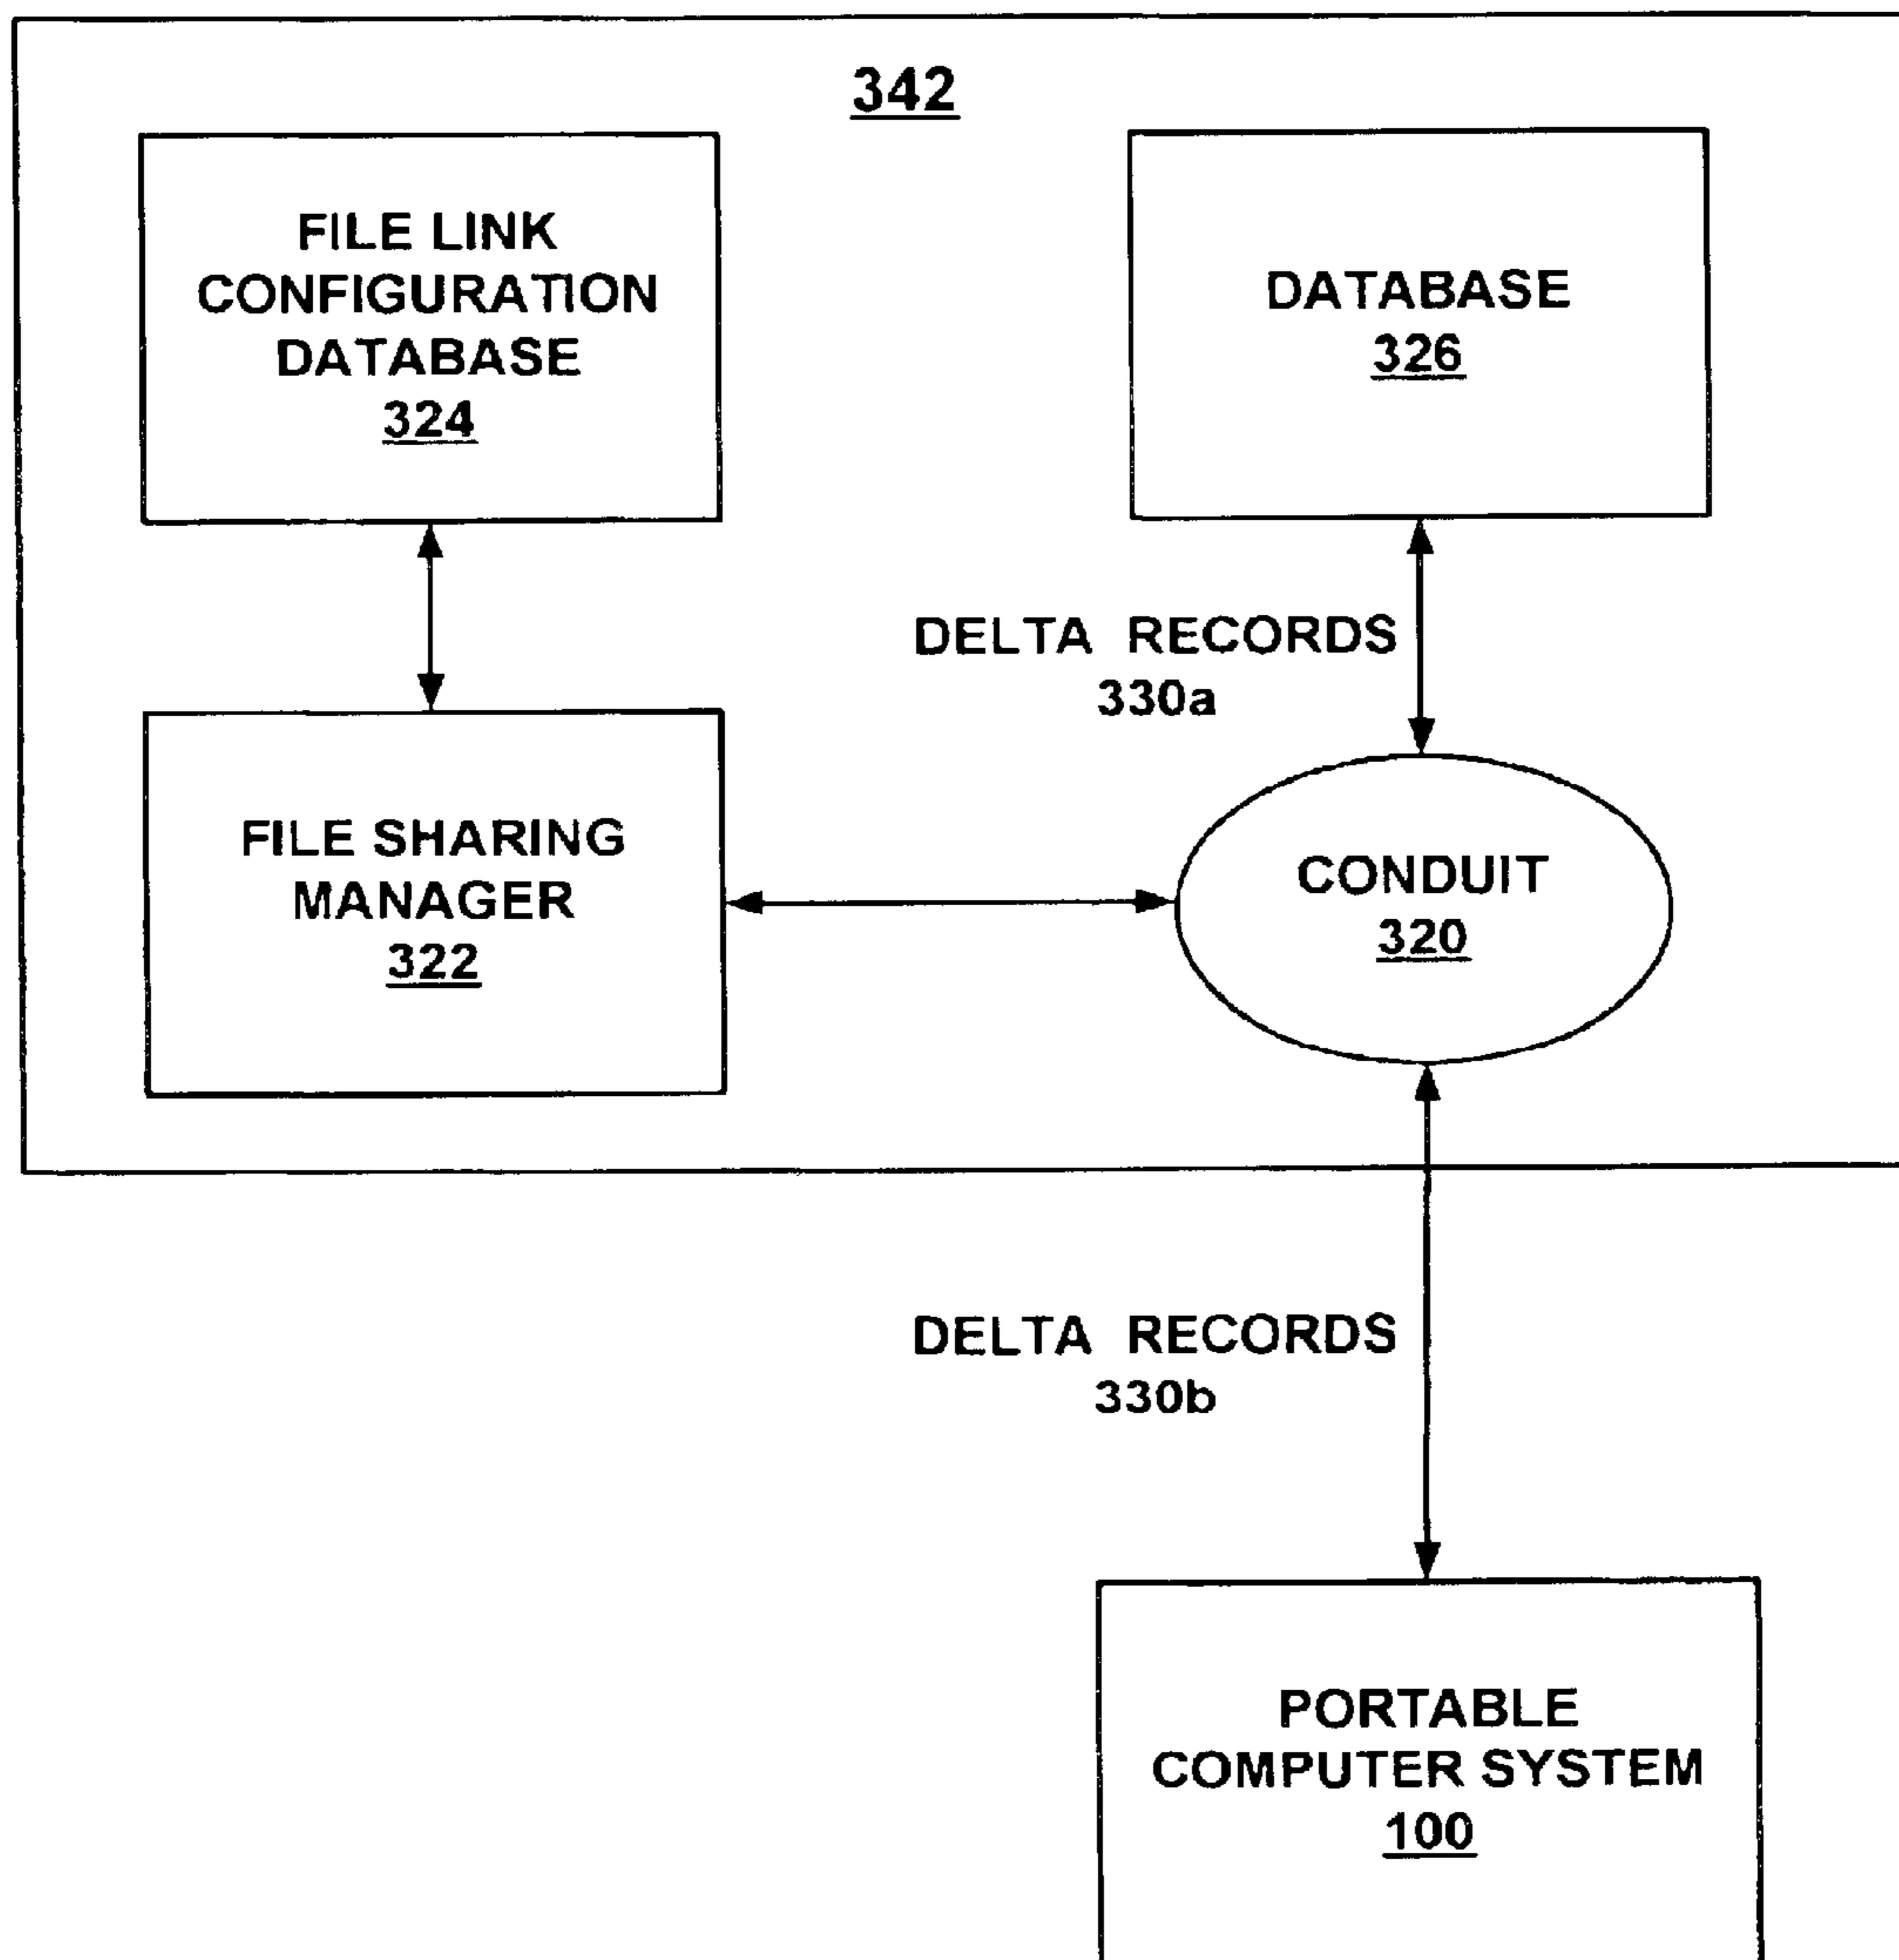 342
FILE LINK
CONFIGURATION
DATABASE
324
DATABASE
326
DELTA RECORDS
330a
FILE SHARING
MANAGER
322
CONDUIT
320
DELTA RECORDS
330b
PORTABLE
COMPUTER SYSTEM
100